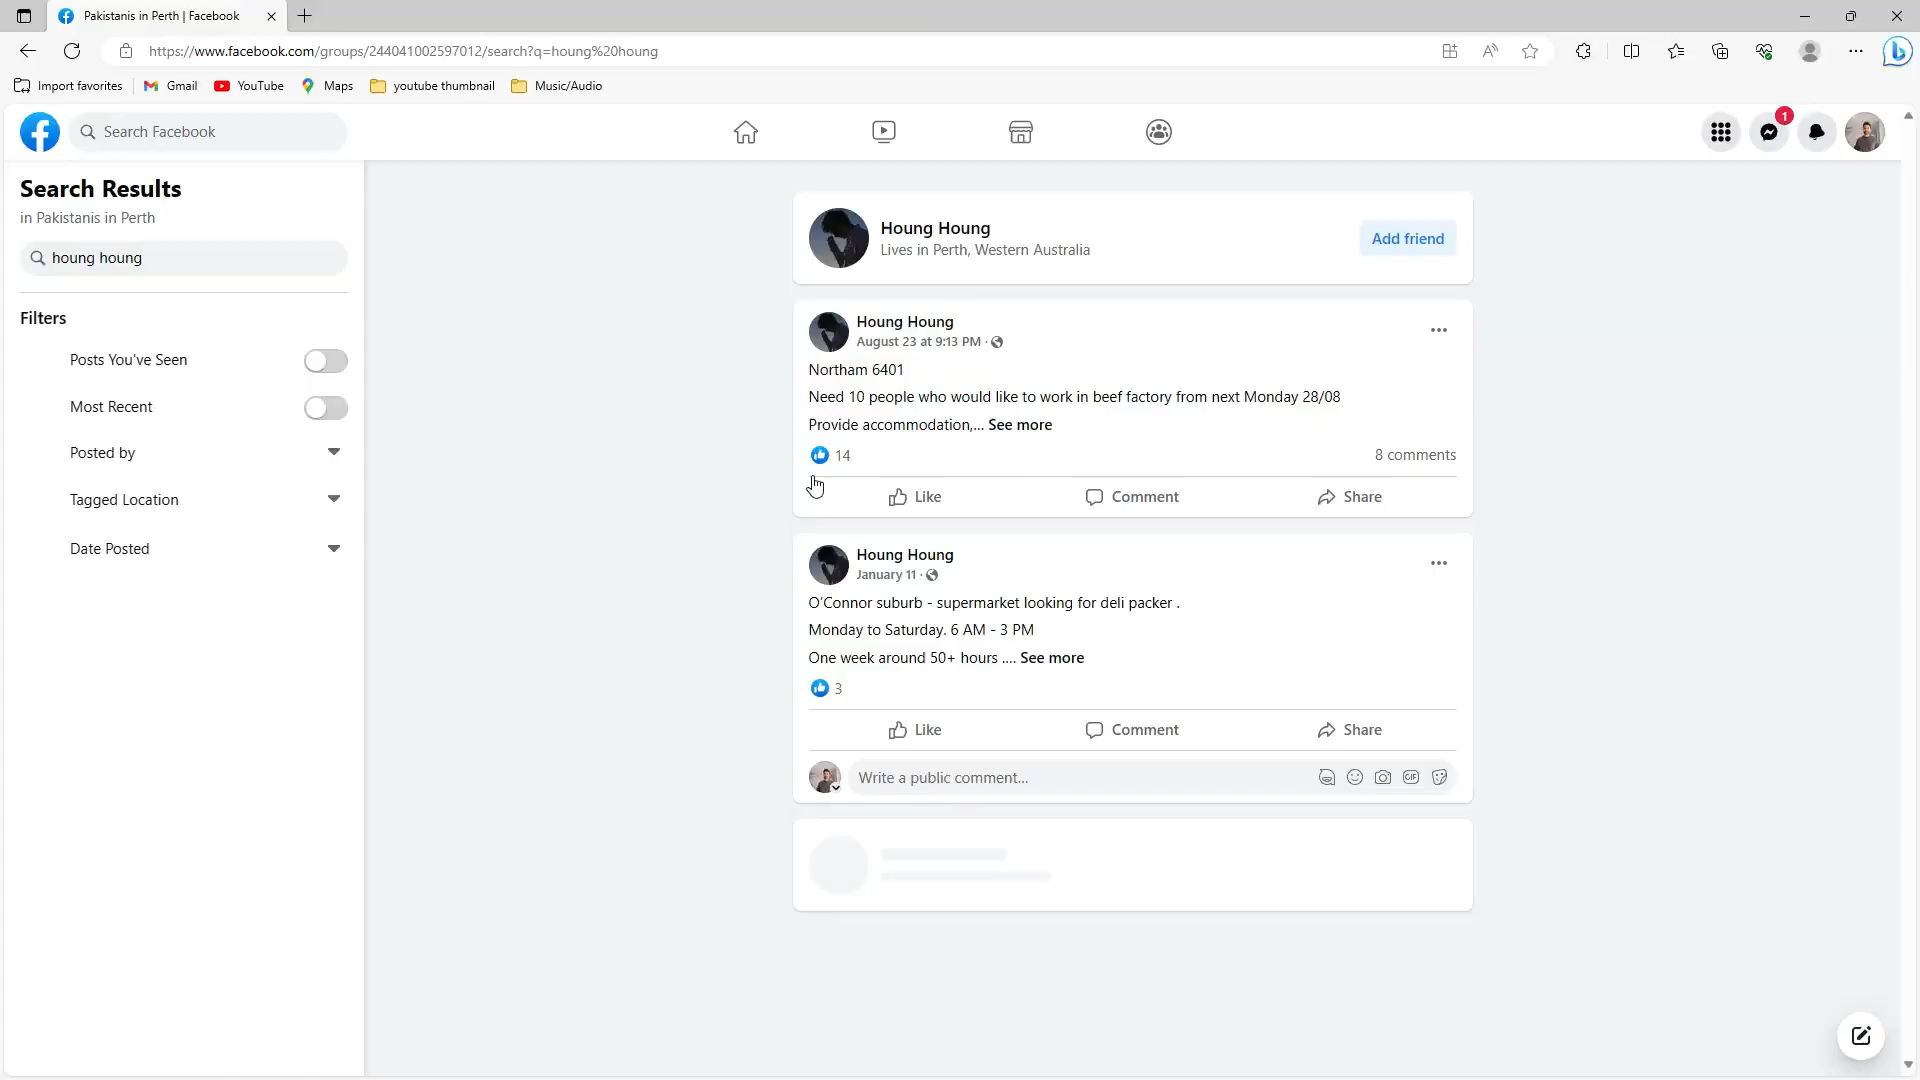 Pakistanis in Perth | Facebook
https://www.facebook.com/groups/244041002597012/search?q=houng%20houng
Import favorites
Gmail
YouTube
Maps
youtube thumbnail
Music/Audio
Search Facebook
1
Search Results
in Pakistanis in Perth
houng houng
Filters
Posts You've Seen
Most Recent
Posted by
Tagged Location
Date Posted
Houng Houng
Lives in Perth, Western Australia
Add friend
Houng Houng
August 23 at 9:13 PM ·
Northam 6401
Need 10 people who would like to work in beef factory from next Monday 28/08
Provide accommodation,... See more
14
8 comments
Like
Comment
Share
Houng Houng
January 11 ·
O'Connor suburb - supermarket looking for deli packer .
Monday to Saturday. 6 AM - 3 PM
One week around 50+ hours .... See more
3
Like
Comment
Share
Write a public comment...
GIF